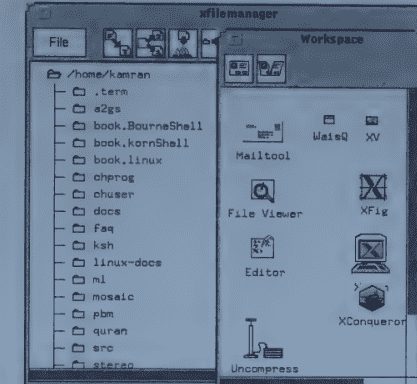 xfilemanager
File
/home/kamran
.term
a2gs
book.BourneShell
book.kornShell
book.linux
chprog
chuser
docs
faq
ksh
linux-docs
ml
mosaic
pbm
quran
src
stereo
Workspace
Mailtool
WaisQ
XV
File Viewer
XFig
Editor
XConqueror
Uncompress